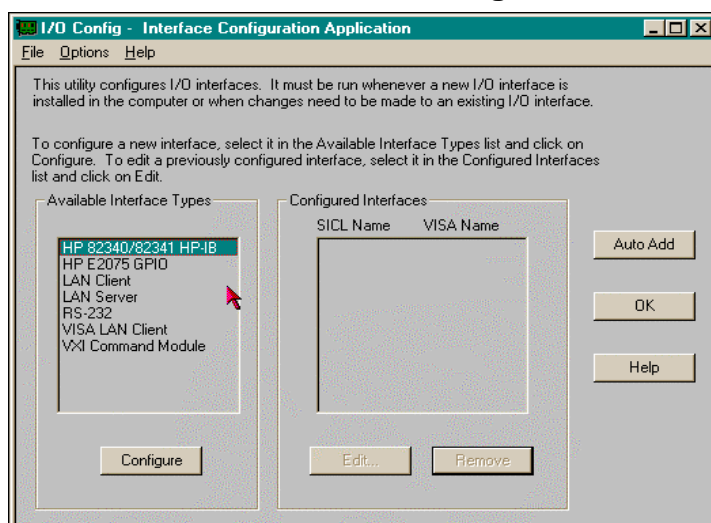 I/O Config - Interface Configuration Application
File Options Help
This utility configures I/O interfaces. It must be run whenever a new I/O interface is
installed in the computer or when changes need to be made to an existing I/O interface.
To configure a new interface, select it in the Available Interface Types list and click on
Configure. To edit a previously configured interface, select it in the Configured Interfaces
list and click on Edit.
Available Interface Types
HP 82340/82341 HP-IB
HP E2075 GPIO
LAN Client
LAN Server
RS-232
VISA LAN Client
VXI Command Module
Configure
Configured Interfaces
SICL Name VISA Name
Edit... Remove
Auto Add
OK
Help